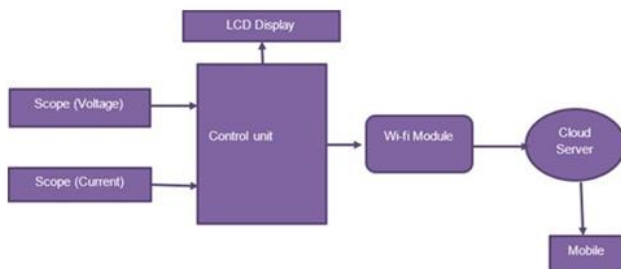 LCD Display
Scope (Voltage)
Control unit
Wi-fi Module
Cloud
Server
Scope (Current)
Mobile